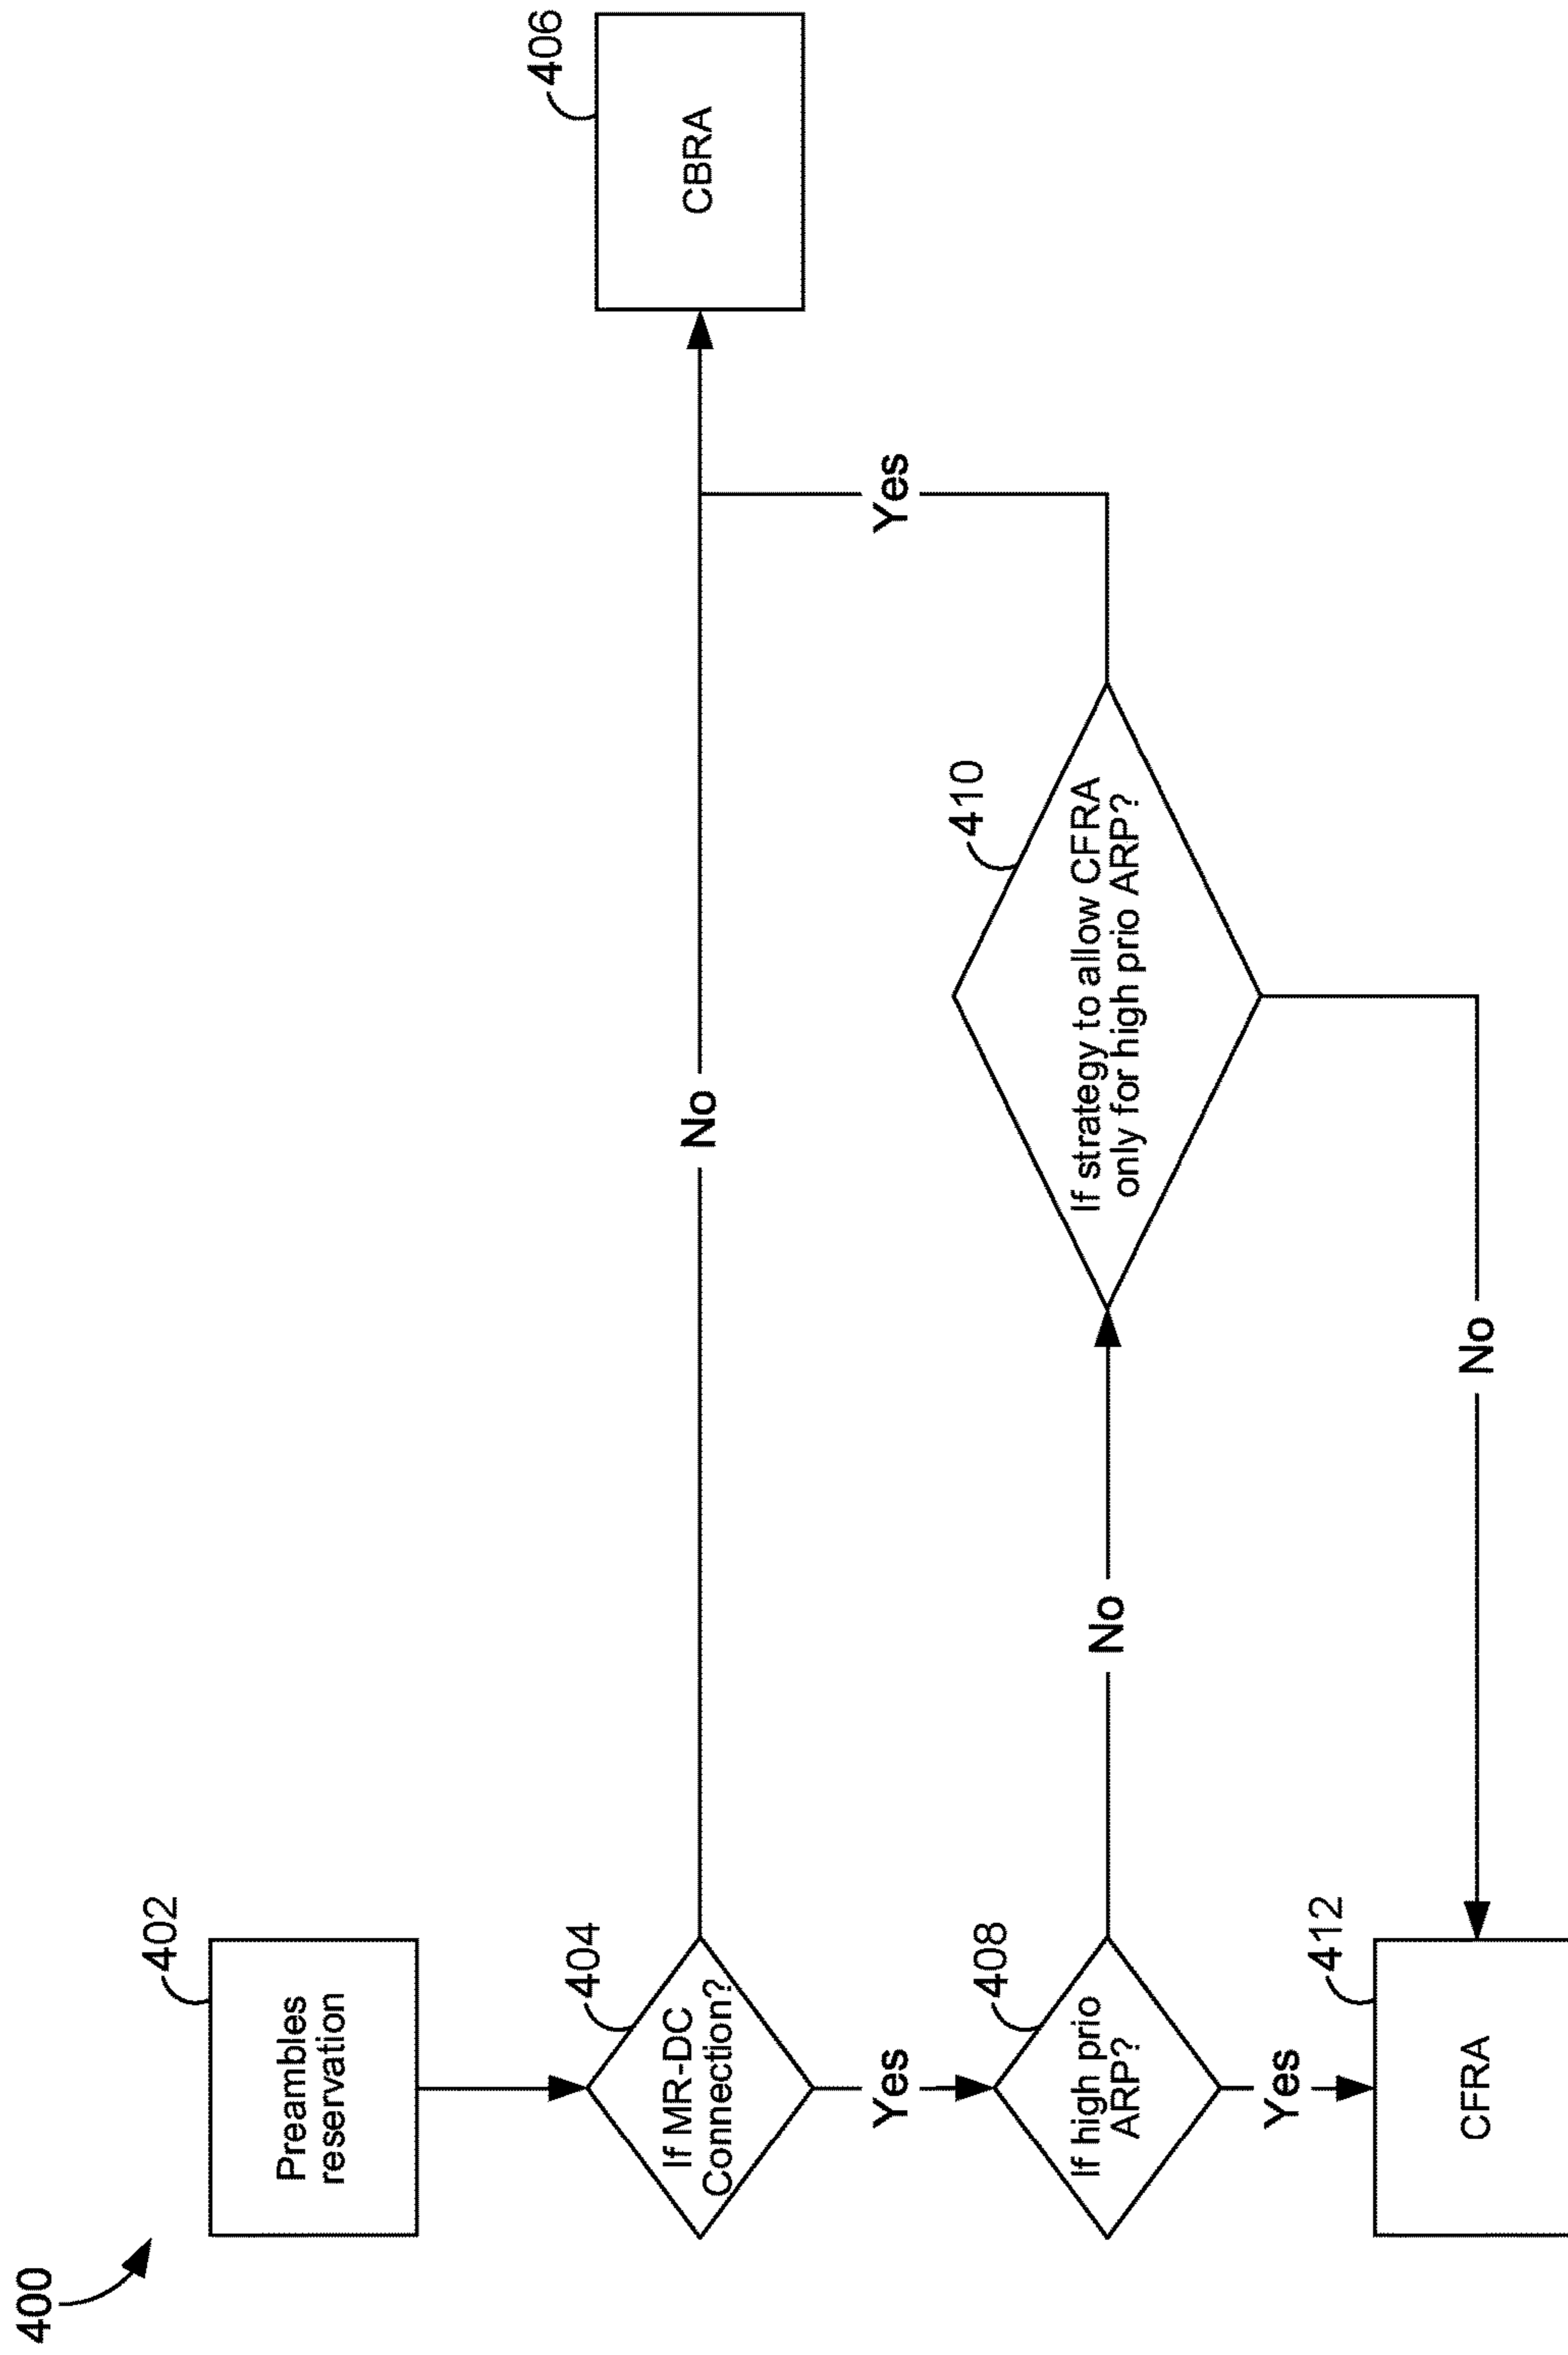 400
402
Preambles
reservation
404
If MR-DC
Connection?
No
406
CBRA
Yes
408
If high prio
ARP?
No
410
If strategy to allow CFRA
only for high prio ARP?
Yes
Yes
No
412
CFRA